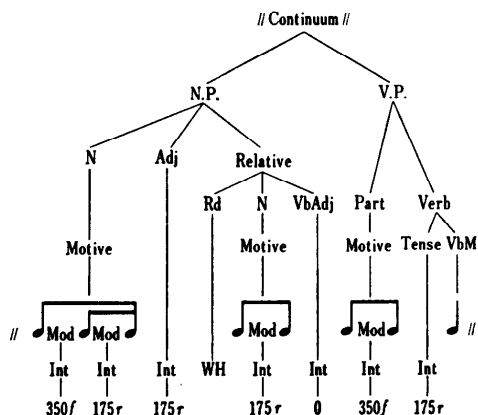 // Continuum //
N.P. V.P.
N Adj Relative
Rd N VbAdj Part Verb
Motive Motive Motive Tense VbM
// Mod Mod Mod Mod //
Int Int Int WH Int Int Int Int
350f 175r 175r 175r 0 350f 175r